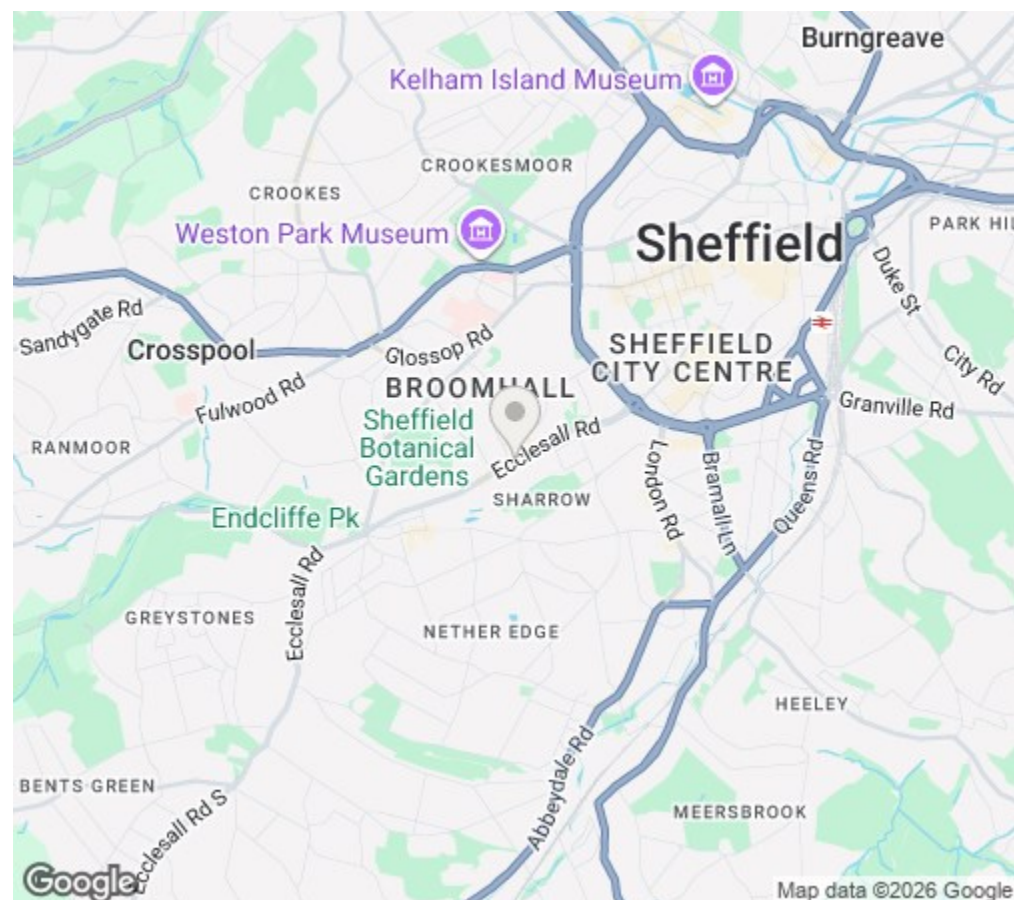 Burngreave
Kelham Island Museum
CROOKESMOOR
CROOKES
Weston Park Museum
Sheffield
PARK HIL
Duke St
Sandygate Rd
Crosspool
Glossop Rd
SHEFFIELD
CITY CENTRE
City Rd
Fulwood Rd
BROOMHALL
Granville Rd
Sheffield
Botanical
Gardens
Ecclesall Rd
RANMOOR
London Rd
Bramall Ln
Queens Rd
SHARROW
Endcliffe Pk
Ecclesall Rd
GREYSTONES
NETHER EDGE
HEELEY
Abbeydale Rd
BENTS GREEN
Ecclesall Rd S
MEERSBROOK
Google
Map data ©2026 Google